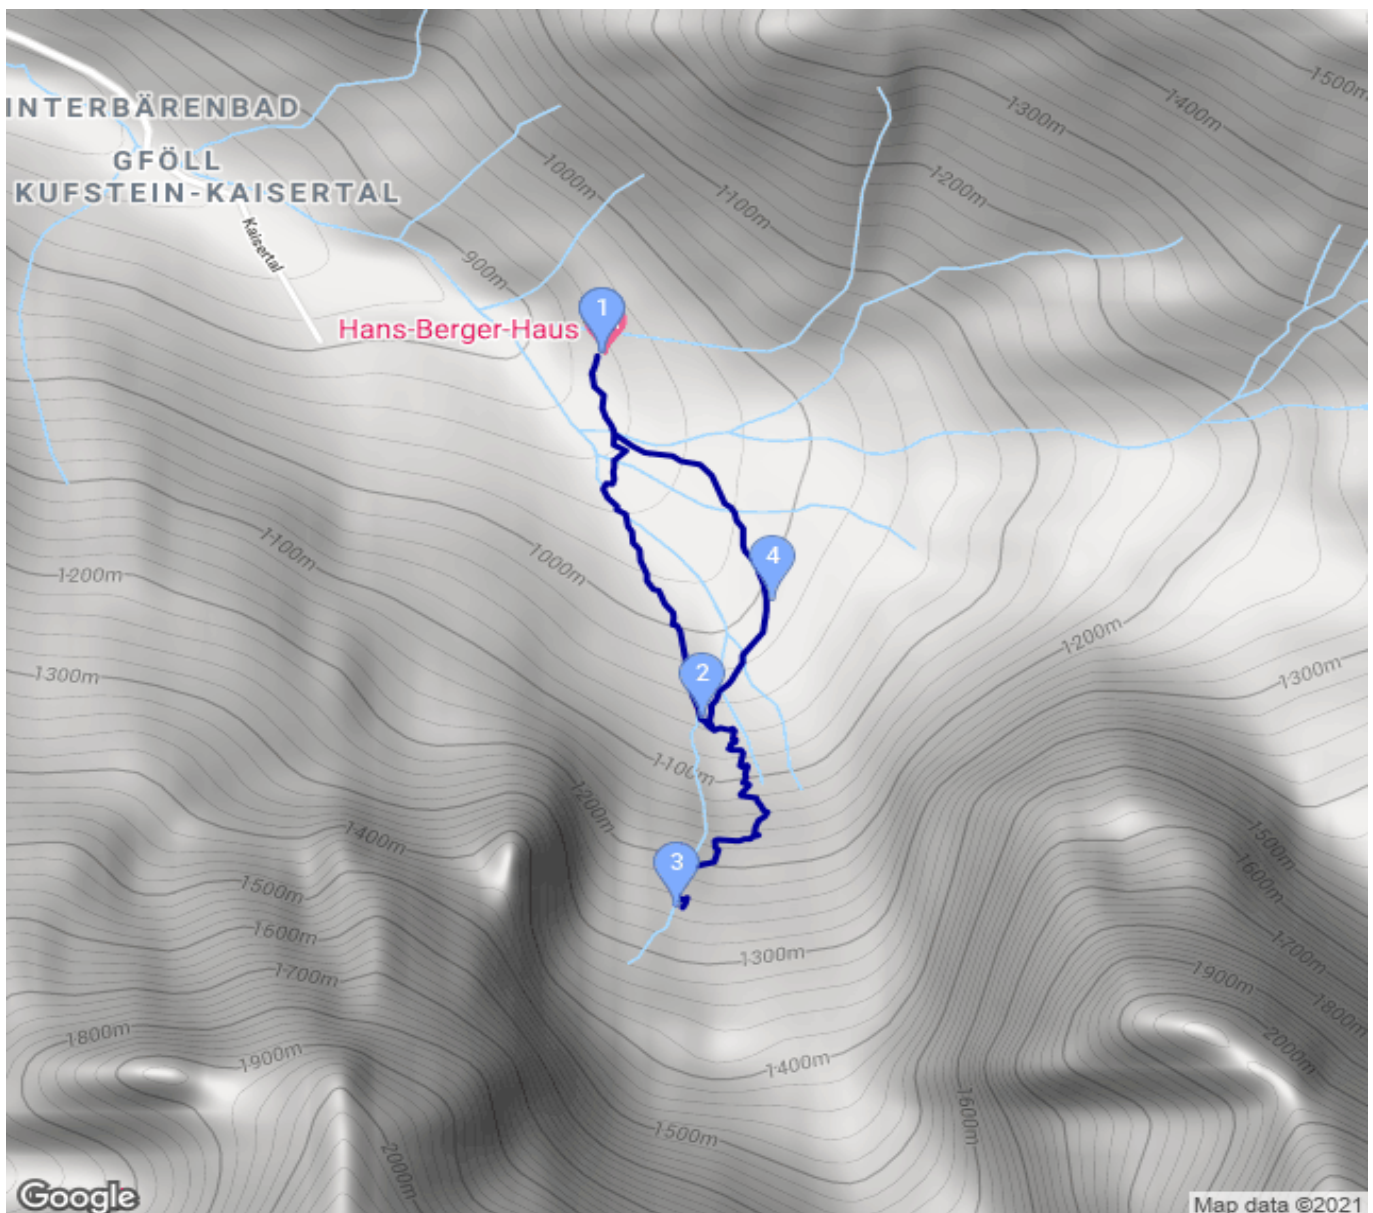 1500m
1400m
1300m
INTERBÄRENBAD
GFÖLL
KUFSTEIN-KAISERTAL
Kaisertal
1000m
1100m
1200m
900m
1
Hans-Berger-Haus
1100m
1000m
1200m
4
1200m
1300m
2
1300m
1100m
1200m
1400m
3
1500m
1600m
1700m
1300m
1500m
1600m
1700m
1900m
1800m
2000m
1800m
1900m
1400m
1600m
1500m
2000m
Google
Map data ©2021